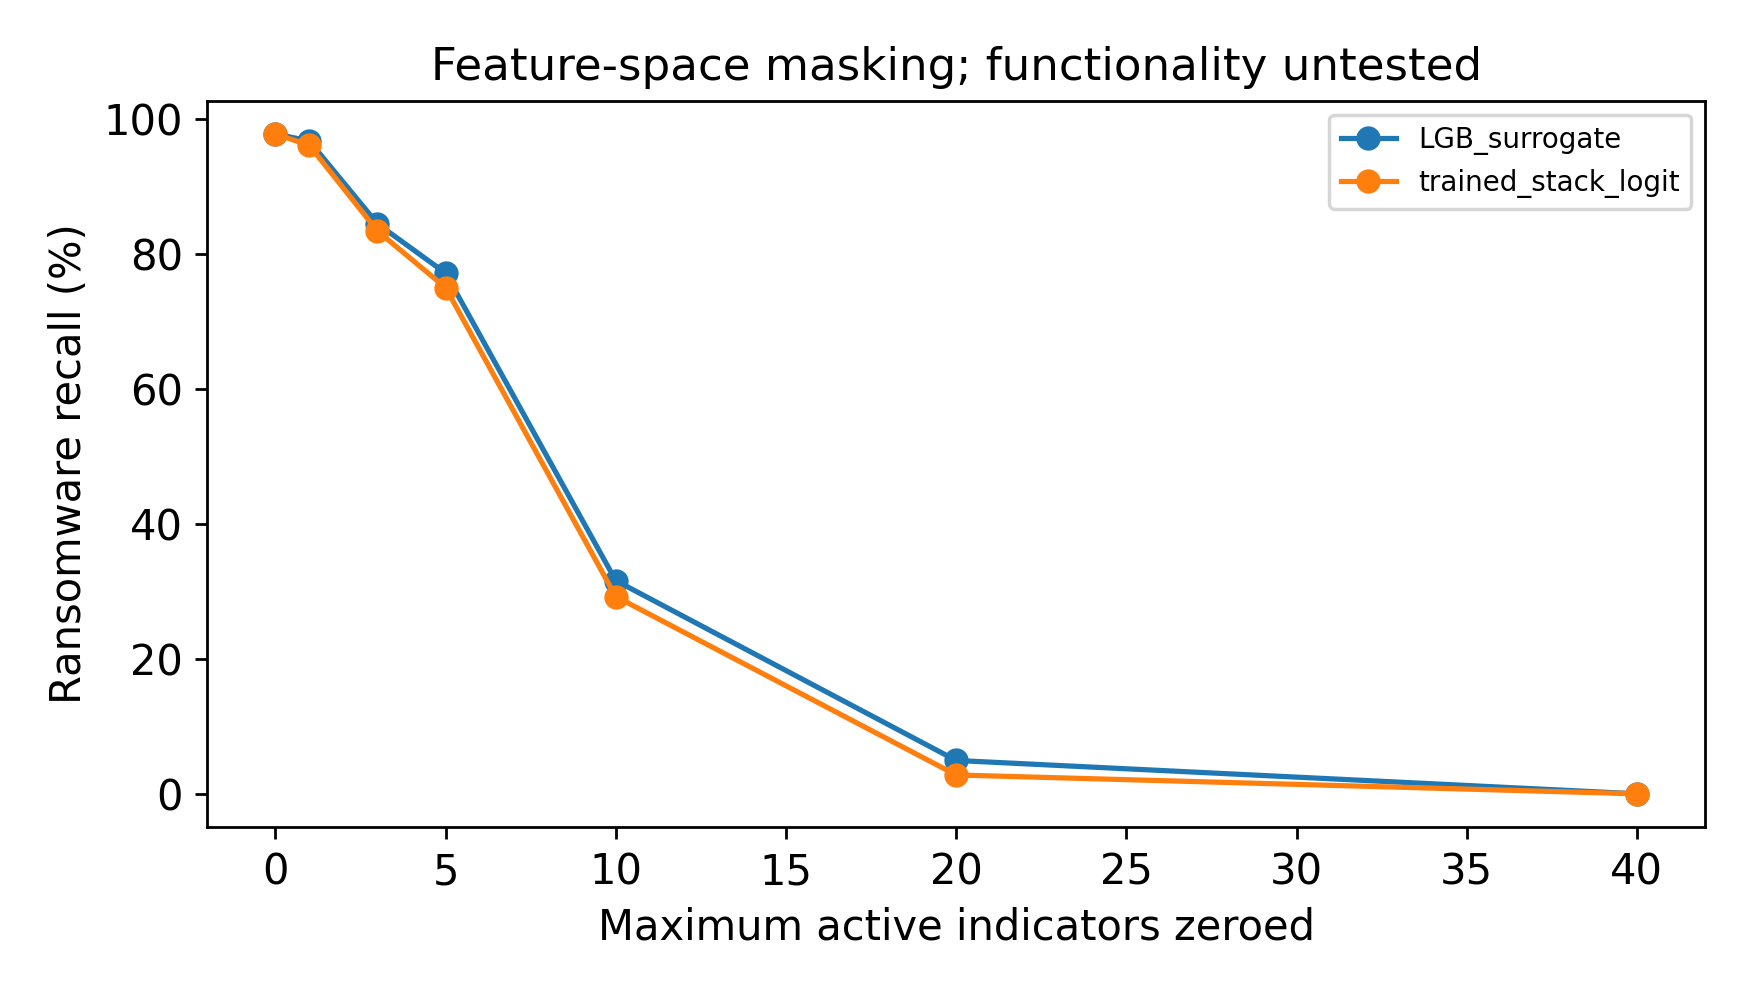 Feature-space masking; functionality untested
LGB_surrogate
trained_stack_logit
Ransomware recall (%)
100
80
60
40
20
0
0 5 10 15 20 25 30 35 40
Maximum active indicators zeroed